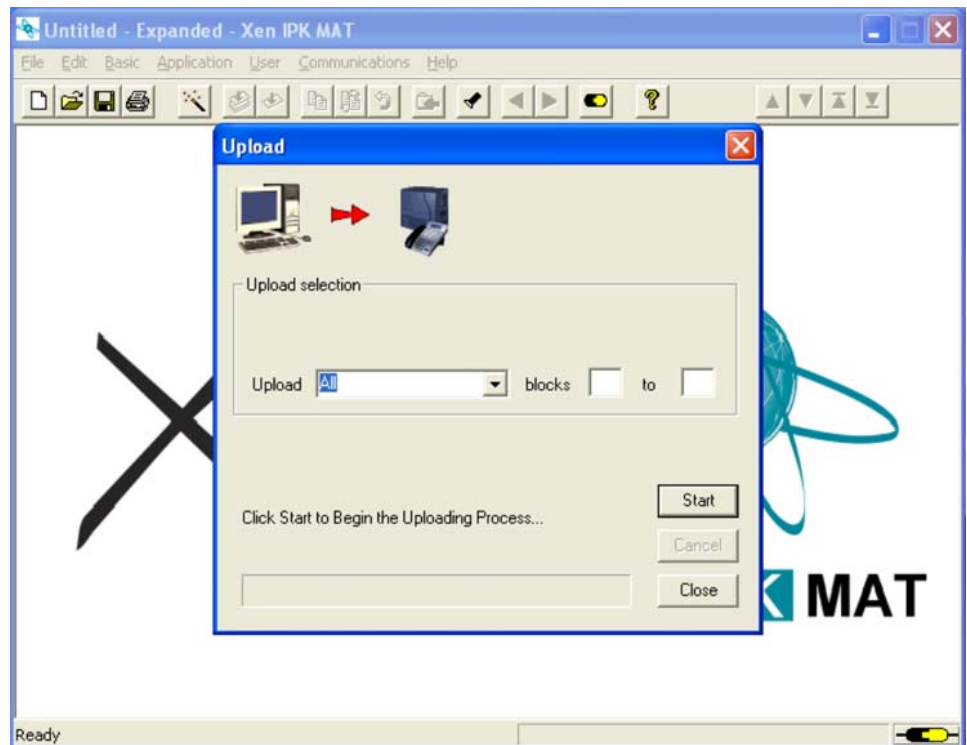 Untitled - Expanded - Xen IPK MAT
File Edit Basic Application User Communications Help
Upload
Upload selection
Upload All blocks to
Click Start to Begin the Uploading Process...
Start
Cancel
Close
X
K MAT
Ready